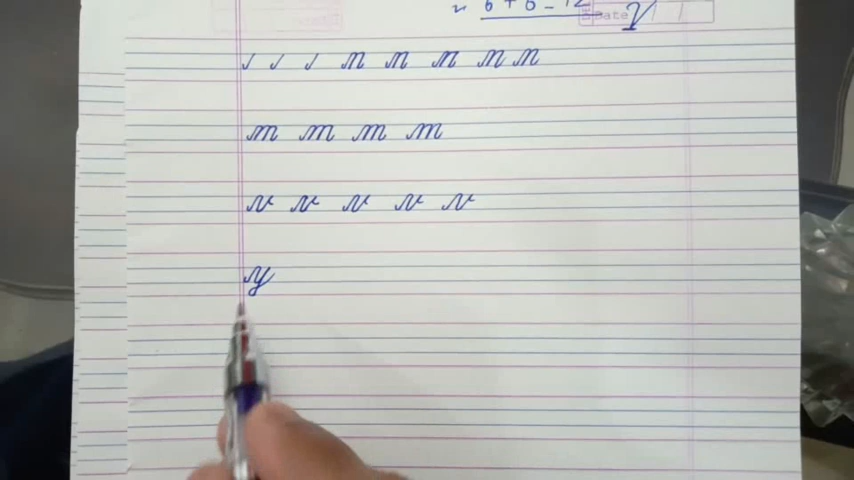 6 + 6 = 12
Date V
n n n n n
m m m m
v v v v v
y